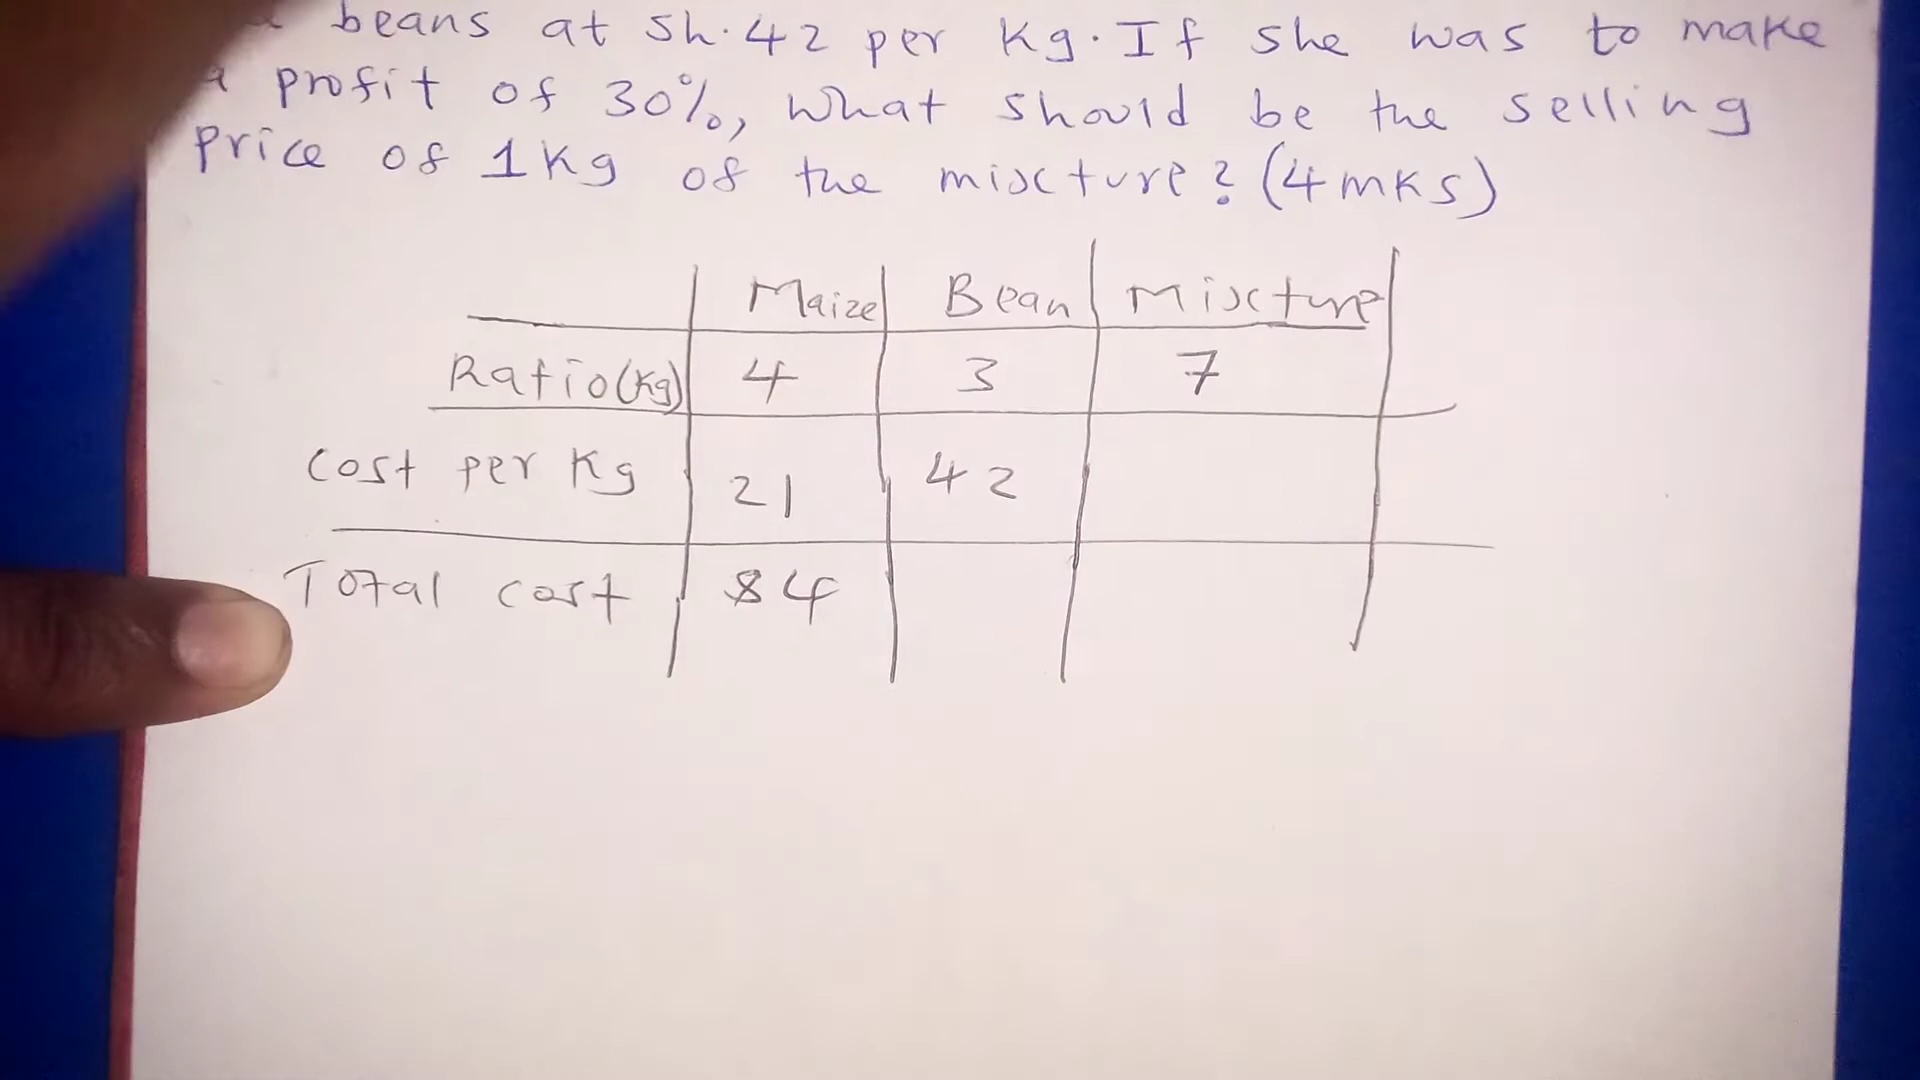 beans at sh.42 per kg. If she was to make
a profit of 30%, what should be the selling
price of 1kg of the mixture? (4mks)
Maize Bean Mixture
Ratio(kg) 4 3 7
Cost per kg 21 42
Total cost 84